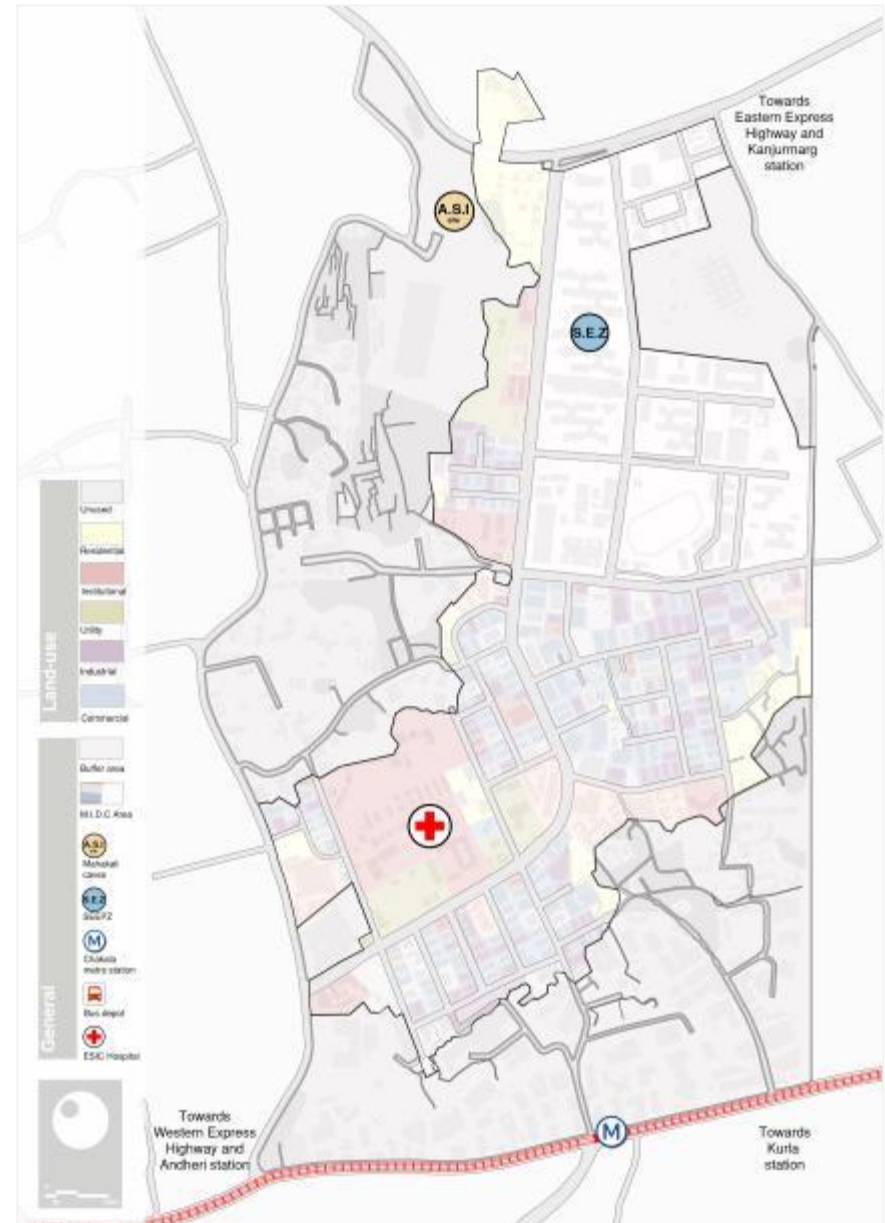 Towards
Eastern Express
Highway and
Kanjurmarg
station
A.S.I
S.E.Z
Land-use
Unused
Residential
Institutional
Utility
Industrial
Commercial
General
Buffer area
M.I.D.C Area
A.S.I
Mahakali
caves
S.E.Z
SEEPZ
M
Chakala
metro station
Bus depot
ESIC Hospital
Towards
Western Express
Highway and
Andheri station
M
Towards
Kurla
station